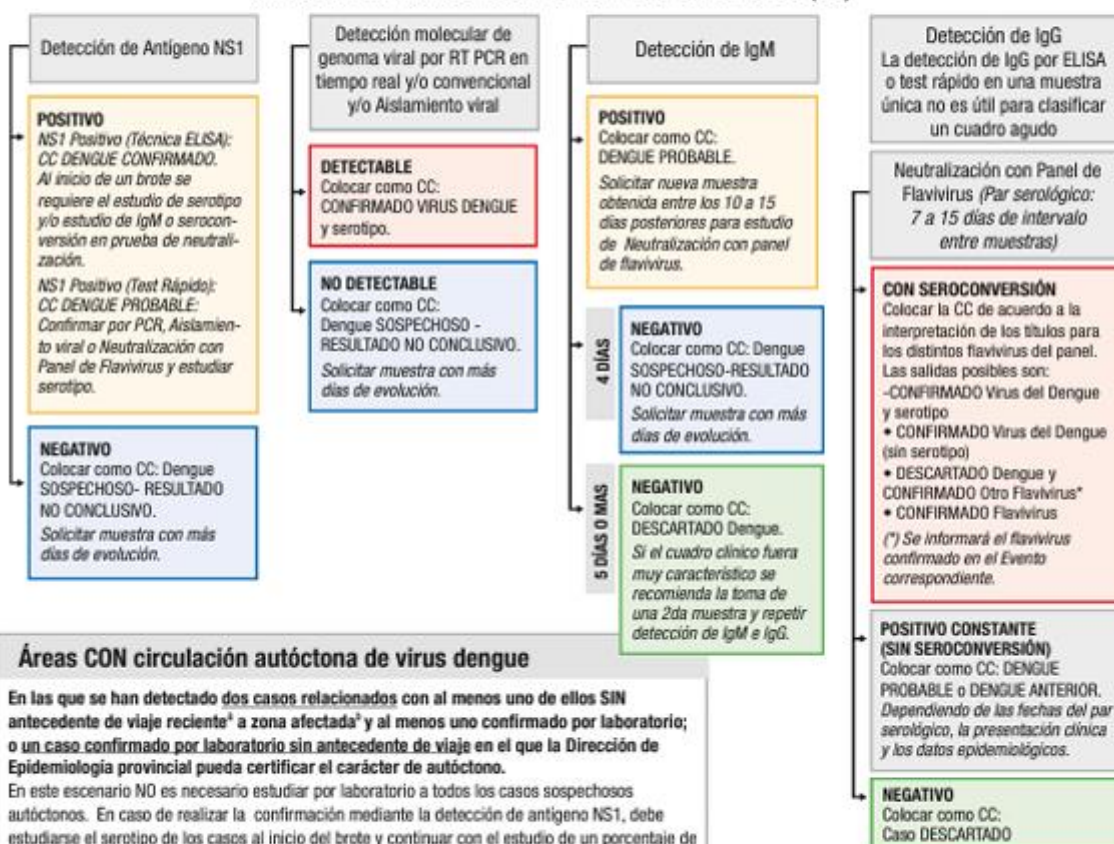 Detección de Antígeno NS1
POSITIVO
NS1 Positivo (Técnica ELISA):
CC DENGUE CONFIRMADO.
Al inicio de un brote se
requiere el estudio de serotipo
y/o estudio de IgM o serocon-
versión en prueba de neutrali-
zación.
NS1 Positivo (Test Rápido):
CC DENGUE PROBABLE:
Confirmar por PCR, Aislamien-
to viral o Neutralización con
Panel de Flavivirus y estudiar
serotipo.
NEGATIVO
Colocar como CC: Dengue
SOSPECHOSO- RESULTADO
NO CONCLUSIVO.
Solicitar muestra con más
días de evolución.
Detección molecular de
genoma viral por RT PCR en
tiempo real y/o convencional
y/o Aislamiento viral
DETECTABLE
Colocar como CC:
CONFIRMADO VIRUS DENGUE
y serotipo.
NO DETECTABLE
Colocar como CC:
Dengue SOSPECHOSO -
RESULTADO NO CONCLUSIVO.
Solicitar muestra con más
días de evolución.
Detección de IgM
POSITIVO
Colocar como CC:
DENGUE PROBABLE.
Solicitar nueva muestra
obtenida entre los 10 a 15
días posteriores para estudio
de Neutralización con panel
de flavivirus.
4 DÍAS
NEGATIVO
Colocar como CC: Dengue
SOSPECHOSO-RESULTADO
NO CONCLUSIVO.
Solicitar muestra con más
días de evolución.
5 DÍAS O MAS
NEGATIVO
Colocar como CC:
DESCARTADO Dengue.
Si el cuadro clínico fuera
muy característico se
recomienda la toma de
una 2da muestra y repetir
detección de IgM e IgG.
Detección de IgG
La detección de IgG por ELISA
o test rápido en una muestra
única no es útil para clasificar
un cuadro agudo
Neutralización con Panel de
Flavivirus (Par serológico:
7 a 15 días de intervalo
entre muestras)
CON SEROCONVERSIÓN
Colocar la CC de acuerdo a la
interpretación de los títulos para
los distintos flavivirus del panel.
Las salidas posibles son:
-CONFIRMADO Virus del Dengue
y serotipo
• CONFIRMADO Virus del Dengue
(sin serotipo)
• DESCARTADO Dengue y
CONFIRMADO Otro Flavivirus*
• CONFIRMADO Flavivirus
(*) Se informará el flavivirus
confirmado en el Evento
correspondiente.
POSITIVO CONSTANTE
(SIN SEROCONVERSIÓN)
Colocar como CC: DENGUE
PROBABLE o DENGUE ANTERIOR.
Dependiendo de las fechas del par
serológico, la presentación clínica
y los datos epidemiológicos.
NEGATIVO
Colocar como CC:
Caso DESCARTADO
Áreas CON circulación autóctona de virus dengue
En las que se han detectado dos casos relacionados con al menos uno de ellos SIN
antecedente de viaje reciente a zona afectada y al menos uno confirmado por laboratorio;
o un caso confirmado por laboratorio sin antecedente de viaje en el que la Dirección de
Epidemiología provincial pueda certificar el carácter de autóctono.
En este escenario NO es necesario estudiar por laboratorio a todos los casos sospechosos
autóctonos. En caso de realizar la confirmación mediante la detección de antígeno NS1, debe
estudiarse el serotipo de los casos al inicio del brote y continuar con el estudio de un porcentaje de